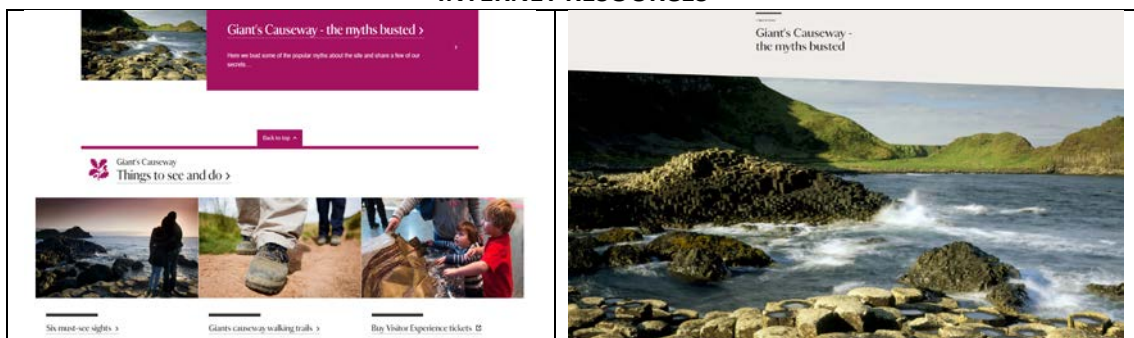 INTERNET RESOURCES
Giant's Causeway - the myths busted >
Here we bust some of the popular myths about the site and share a few of our
secrets...
Back to top
Giant's Causeway
Things to see and do >
Six must-see sights >
Giants causeway walking trails >
Buy Visitor Experience tickets
Giant's Causeway -
the myths busted